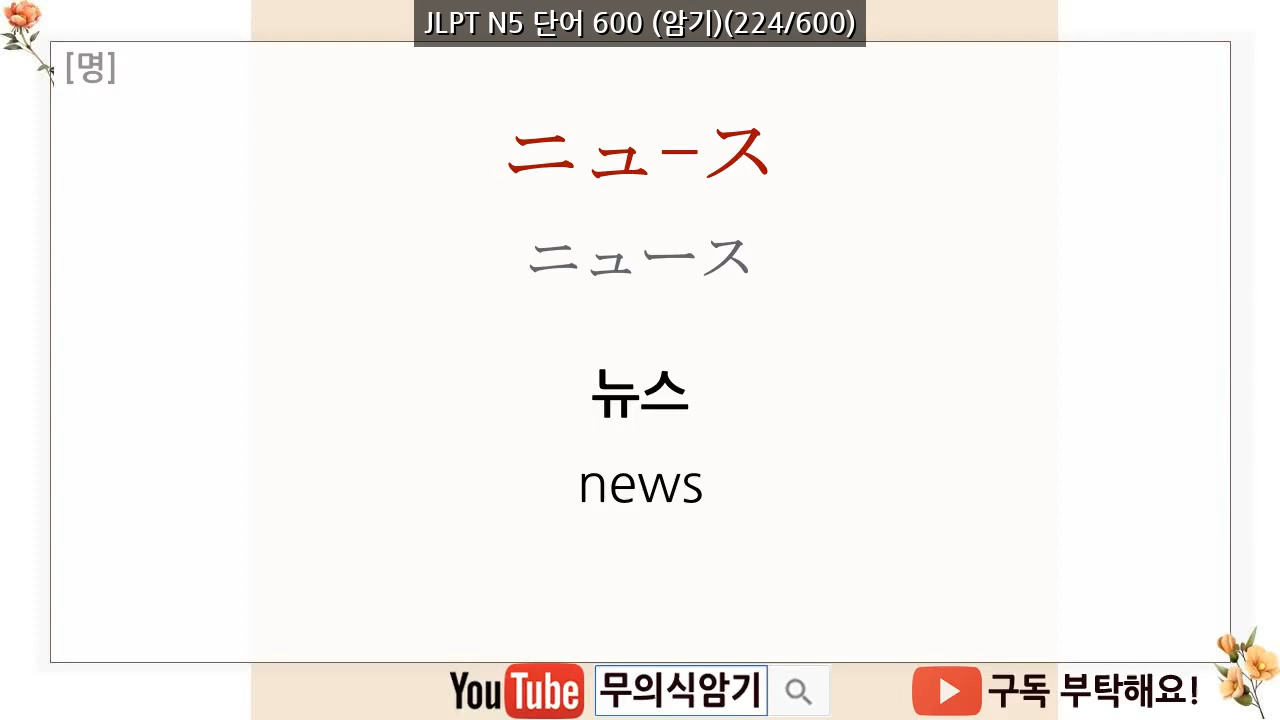 JLPT N5 단어 600 (암기)(224/600)
[명]
ニュ-ス
ニュース
뉴스
news
YouTube 무의식암기 구독 부탁해요!